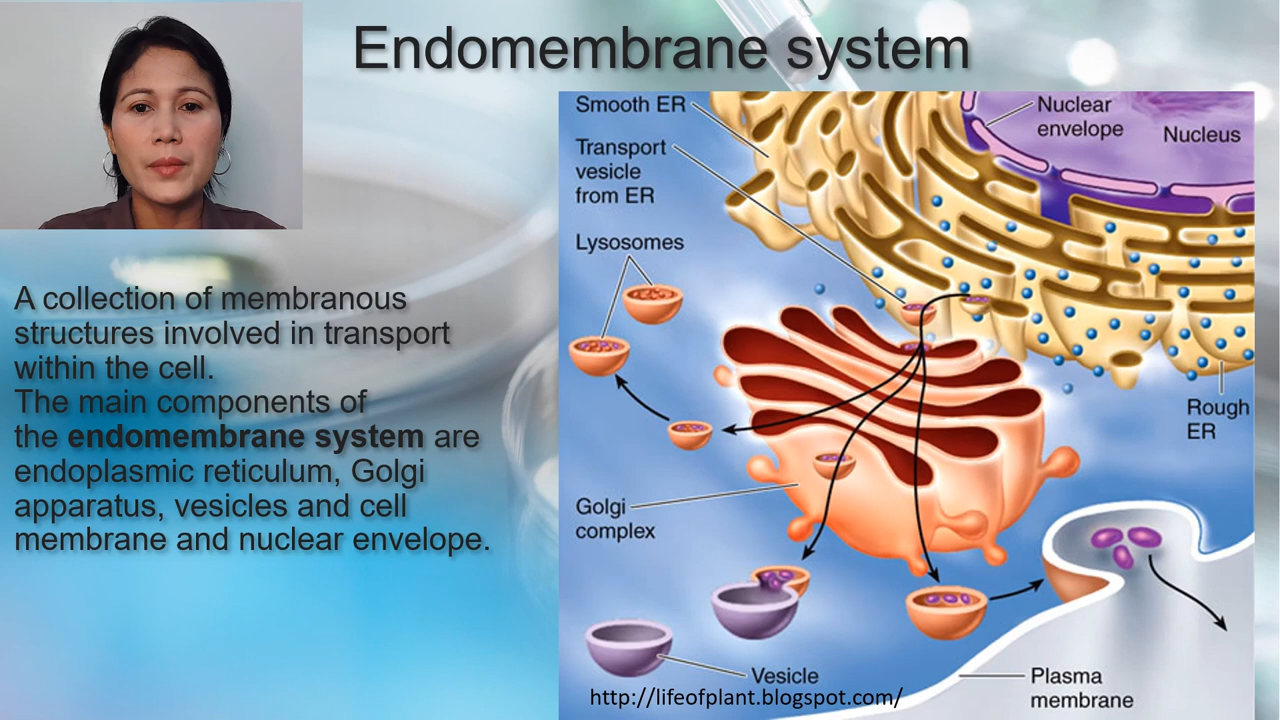 Endomembrane system
A collection of membranous
structures involved in transport
within the cell.
The main components of
the endomembrane system are
endoplasmic reticulum, Golgi
apparatus, vesicles and cell
membrane and nuclear envelope.
Smooth ER
Transport
vesicle
from ER
Lysosomes
Nuclear
envelope
Nucleus
Rough
ER
Golgi
complex
Vesicle
Plasma
membrane
http://lifeofplant.blogspot.com/